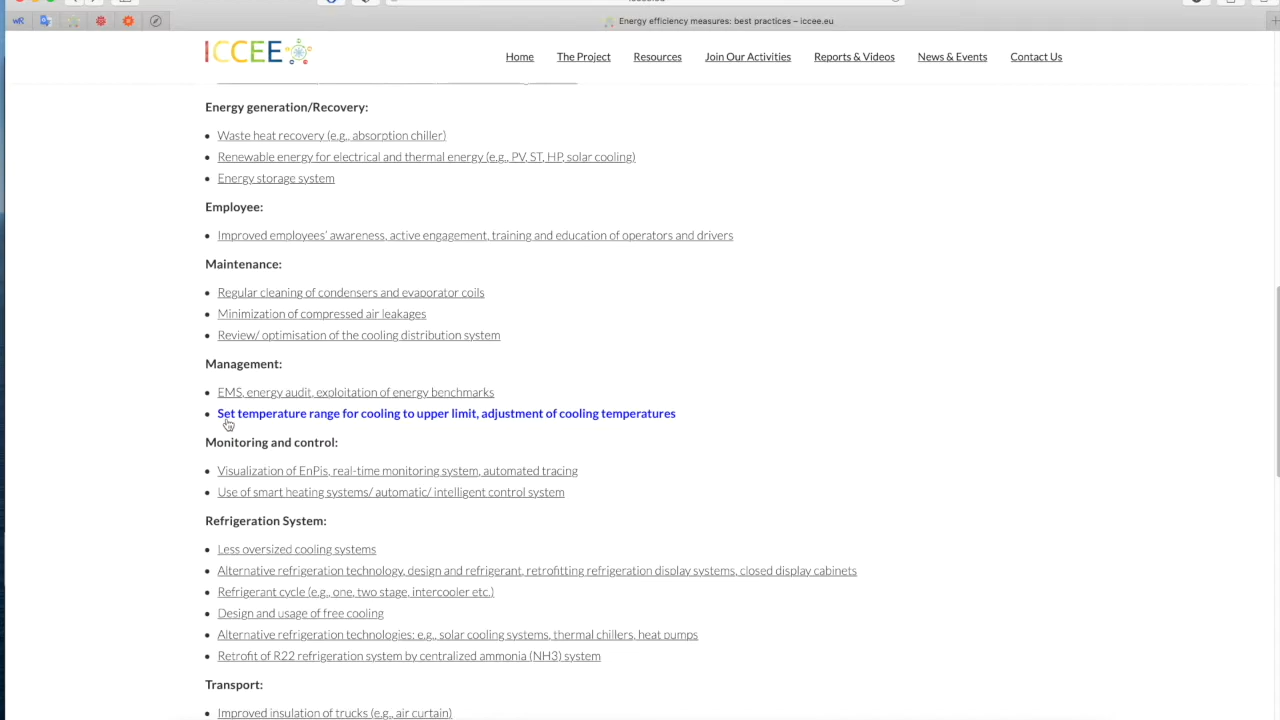 wR
Energy efficiency measures: best practices – iccee.eu
ICCEE
Home
The Project
Resources
Join Our Activities
Reports & Videos
News & Events
Contact Us
Energy generation/Recovery:
Waste heat recovery (e.g., absorption chiller)
Renewable energy for electrical and thermal energy (e.g., PV, ST, HP, solar cooling)
Energy storage system
Employee:
Improved employees' awareness, active engagement, training and education of operators and drivers
Maintenance:
Regular cleaning of condensers and evaporator coils
Minimization of compressed air leakages
Review/ optimisation of the cooling distribution system
Management:
EMS, energy audit, exploitation of energy benchmarks
Set temperature range for cooling to upper limit, adjustment of cooling temperatures
Monitoring and control:
Visualization of EnPis, real-time monitoring system, automated tracing
Use of smart heating systems/ automatic/ intelligent control system
Refrigeration System:
Less oversized cooling systems
Alternative refrigeration technology, design and refrigerant, retrofitting refrigeration display systems, closed display cabinets
Refrigerant cycle (e.g., one, two stage, intercooler etc.)
Design and usage of free cooling
Alternative refrigeration technologies: e.g., solar cooling systems, thermal chillers, heat pumps
Retrofit of R22 refrigeration system by centralized ammonia (NH3) system
Transport:
Improved insulation of trucks (e.g., air curtain)